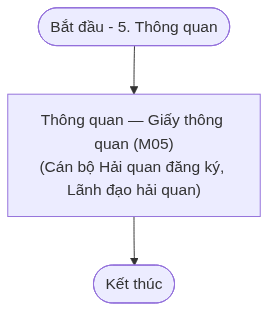 Bắt đầu - 5. Thông quan
Thông quan — Giấy thông
quan (M05)
(Cán bộ Hải quan đăng ký,
Lãnh đạo hải quan)
Kết thúc